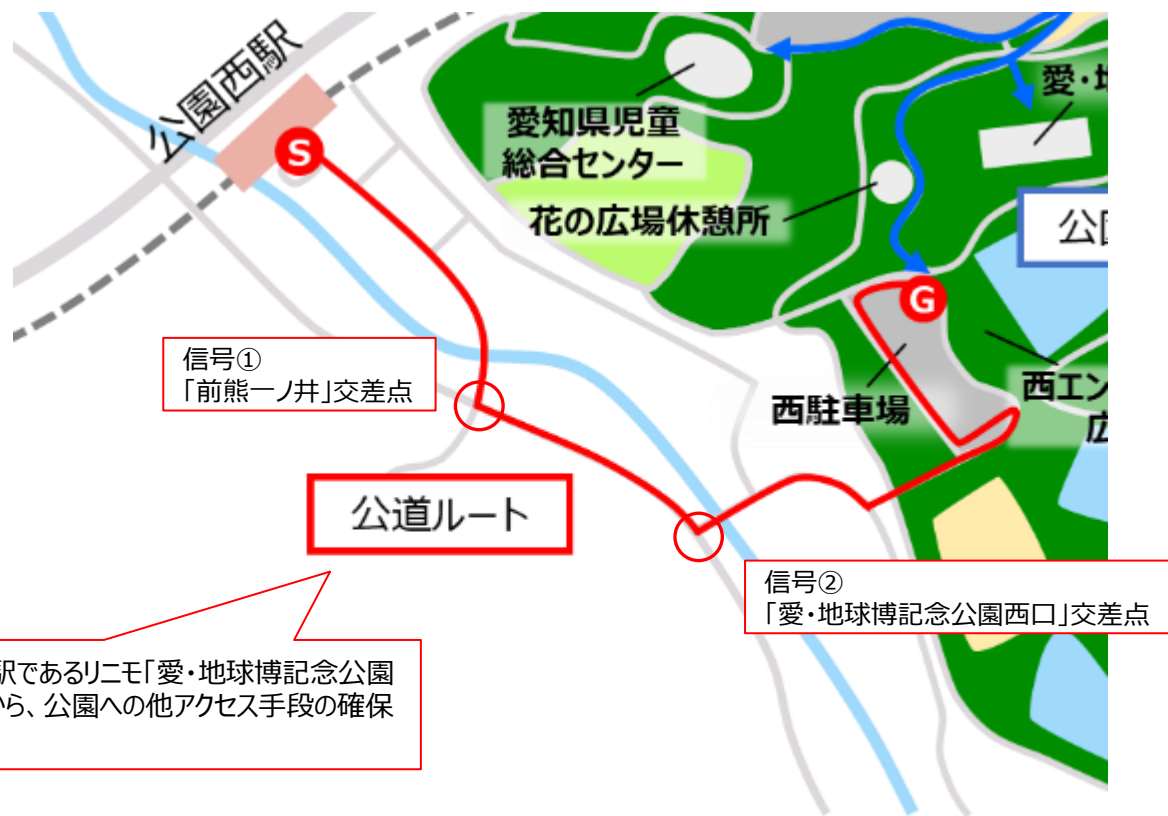 公園西駅
S
愛知県児童
総合センター
花の広場休憩所
愛・地
公園
G
信号①
「前熊一ノ井」交差点
西駐車場
西エン
広
公道ルート
信号②
「愛・地球博記念公園西口」交差点
駅であるリニモ「愛・地球博記念公園
から、公園への他アクセス手段の確保